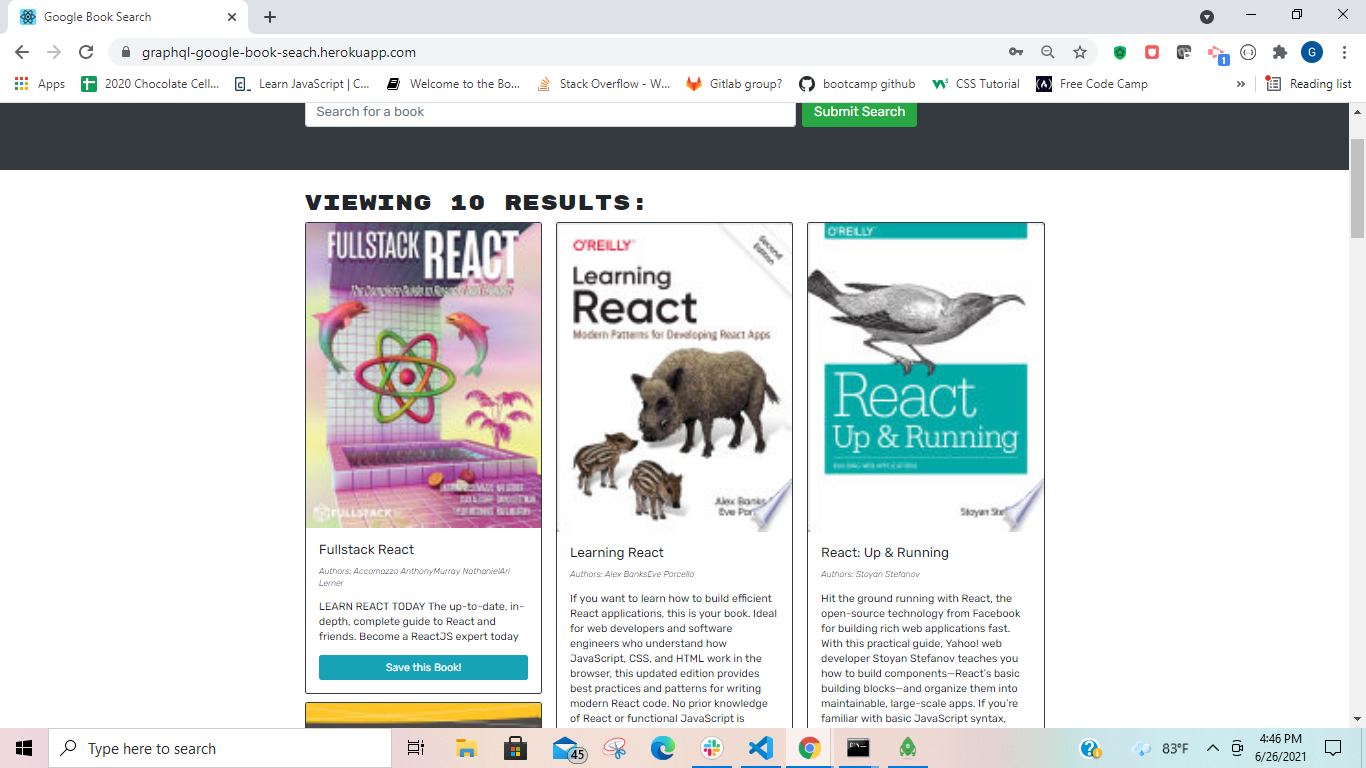 Google Book Search
graphql-google-book-seach.herokuapp.com
G
1
Apps
2020 Chocolate Cell...
Learn JavaScript | C...
Welcome to the Bo...
Stack Overflow - W...
Gitlab group?
bootcamp github
CSS Tutorial
Free Code Camp
»
Reading list
Search for a book
Submit Search
VIEWING 10 RESULTS:
FULLSTACK REACT
The Complete Guide to
FULLSTACK
Fullstack React
Authors: Accomazzo AnthonyMurray NathanielAri
Lerner
LEARN REACT TODAY The up-to-date, in-
depth, complete guide to React and
friends. Become a ReactJS expert today
Save this Book!
O'REILLY
Second
Edition
Learning
React
Modern Patterns for Developing React Apps
Alex Banks
Eve Por
Learning React
Authors: Alex BanksEve Porcello
If you want to learn how to build efficient
React applications, this is your book. Ideal
for web developers and software
engineers who understand how
JavaScript, CSS, and HTML work in the
browser, this updated edition provides
best practices and patterns for writing
modern React code. No prior knowledge
of React or functional JavaScript is
O'REILLY
React
Up & Running
BUILDING WEB APPLICATIONS
Stoyan Stef
React: Up & Running
Authors: Stoyan Stefanov
Hit the ground running with React, the
open-source technology from Facebook
for building rich web applications fast.
With this practical guide, Yahoo! web
developer Stoyan Stefanov teaches you
how to build components—React's basic
building blocks—and organize them into
maintainable, large-scale apps. If you're
familiar with basic JavaScript syntax,
Type here to search
45
83°F
4:46 PM
6/26/2021